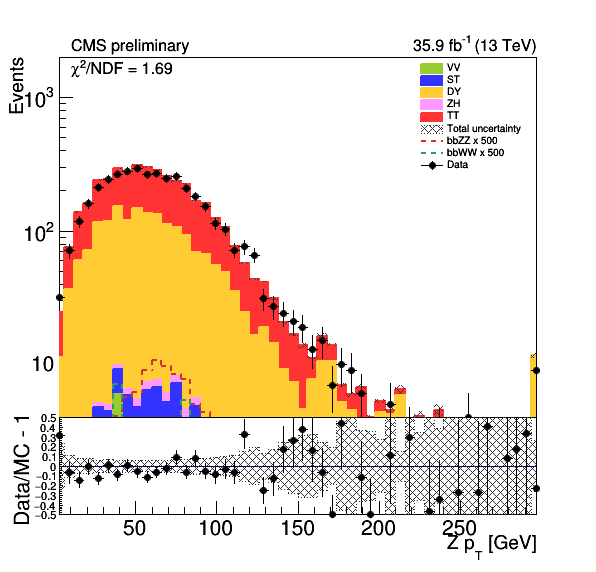 CMS preliminary 35.9 fb⁻¹ (13 TeV)
χ²/NDF = 1.69
Events
10³
10²
10
VV
ST
DY
ZH
TT
Total uncertainty
bbZZ x 500
bbWW x 500
Data
Data/MC - 1
0.5
0.4
0.3
0.2
0.1
0
-0.1
-0.2
-0.3
-0.4
-0.5
50 100 150 200 250
Z p_T [GeV]